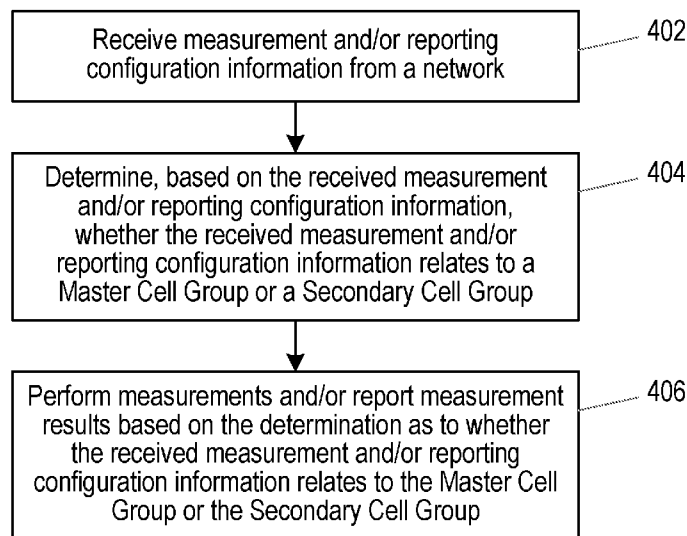 Receive measurement and/or reporting
configuration information from a network
402
Determine, based on the received measurement
and/or reporting configuration information,
whether the received measurement and/or
reporting configuration information relates to a
Master Cell Group or a Secondary Cell Group
404
Perform measurements and/or report measurement
results based on the determination as to whether
the received measurement and/or reporting
configuration information relates to the Master Cell
Group or the Secondary Cell Group
406